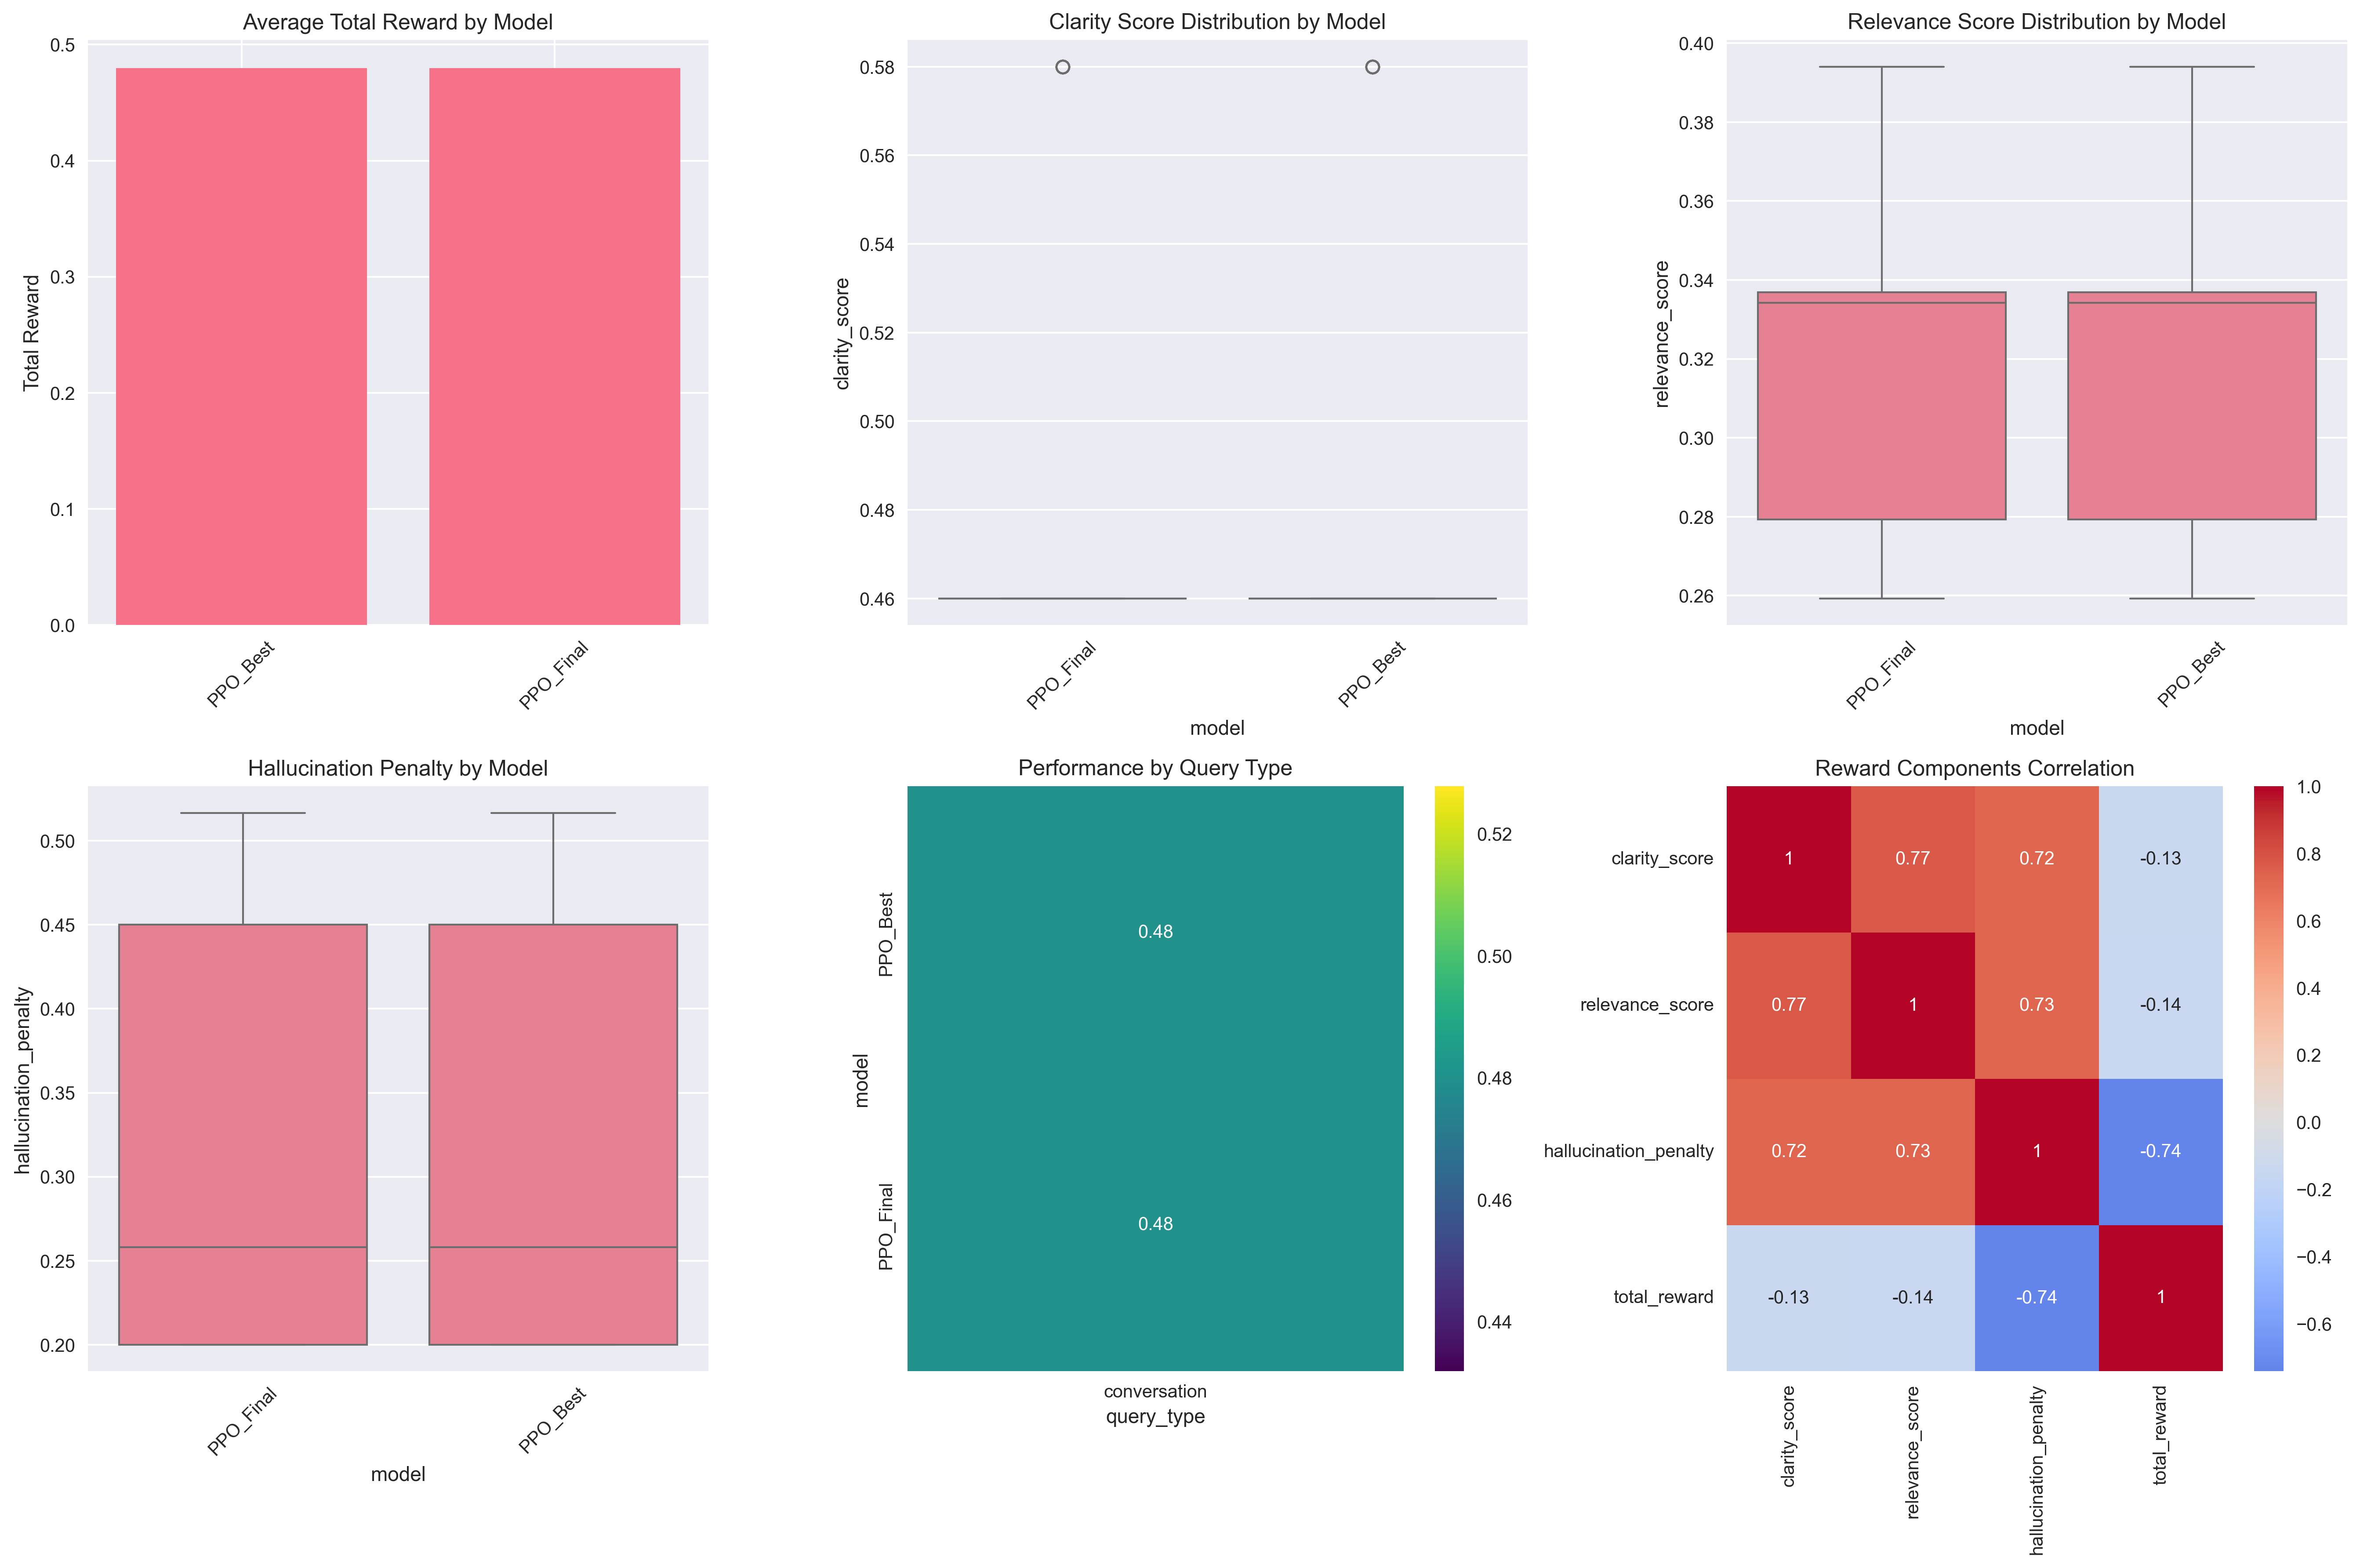 Average Total Reward by Model
0.5
0.4
0.3
0.2
0.1
0.0
Total Reward
PPO_Best
PPO_Final
Clarity Score Distribution by Model
0.58
0.56
0.54
0.52
0.50
0.48
0.46
clarity_score
PPO_Final
PPO_Best
model
Relevance Score Distribution by Model
0.40
0.38
0.36
0.34
0.32
0.30
0.28
0.26
relevance_score
PPO_Final
PPO_Best
model
Hallucination Penalty by Model
0.50
0.45
0.40
0.35
0.30
0.25
0.20
hallucination_penalty
PPO_Final
PPO_Best
model
Performance by Query Type
PPO_Best
PPO_Final
model
0.48
0.48
conversation
query_type
0.52
0.50
0.48
0.46
0.44
Reward Components Correlation
clarity_score
1 0.77 0.72 -0.13
relevance_score
0.77 1 0.73 -0.14
hallucination_penalty
0.72 0.73 1 -0.74
total_reward
-0.13 -0.14 -0.74 1
clarity_score
relevance_score
hallucination_penalty
total_reward
1.0
0.8
0.6
0.4
0.2
0.0
−0.2
−0.4
−0.6